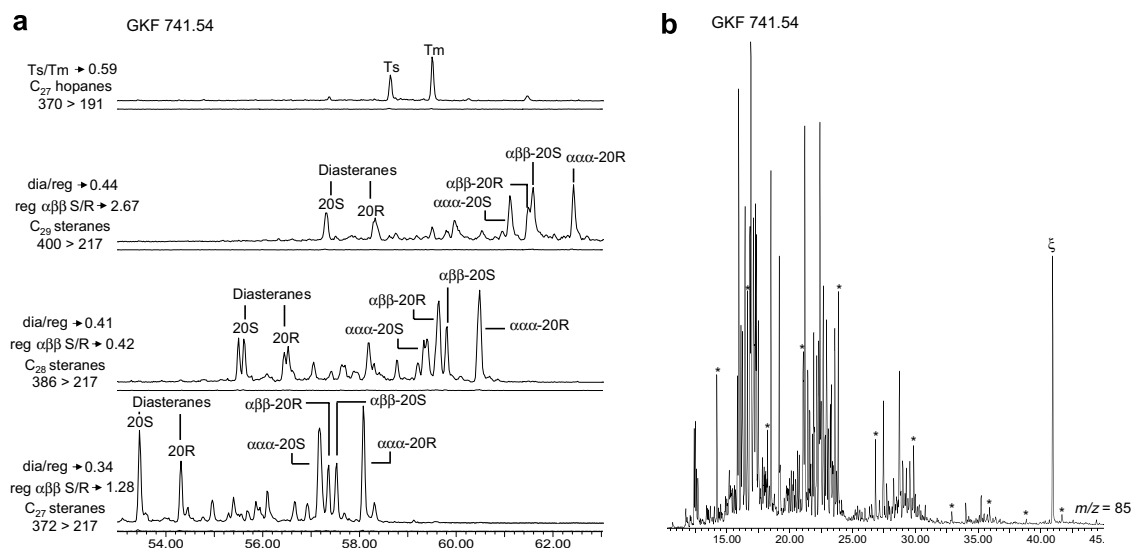 a
GKF 741.54
Ts/Tm → 0.59
C27 hopanes
370 > 191
Ts
Tm
dia/reg → 0.44
reg αββ S/R → 2.67
C29 steranes
400 > 217
Diasteranes
20S
20R
ααα-20S
αββ-20R
αββ-20S
ααα-20R
dia/reg → 0.41
reg αββ S/R → 0.42
C28 steranes
386 > 217
Diasteranes
20S
20R
ααα-20S
αββ-20R
αββ-20S
ααα-20R
dia/reg → 0.34
reg αββ S/R → 1.28
C27 steranes
372 > 217
Diasteranes
20S
20R
ααα-20S
αββ-20R
αββ-20S
ααα-20R
54.00 56.00 58.00 60.00 62.00
b
GKF 741.54
* * * * * * * * * * *
ξ
m/z = 85
15.00 20.00 25.00 30.00 35.00 40.00 45.